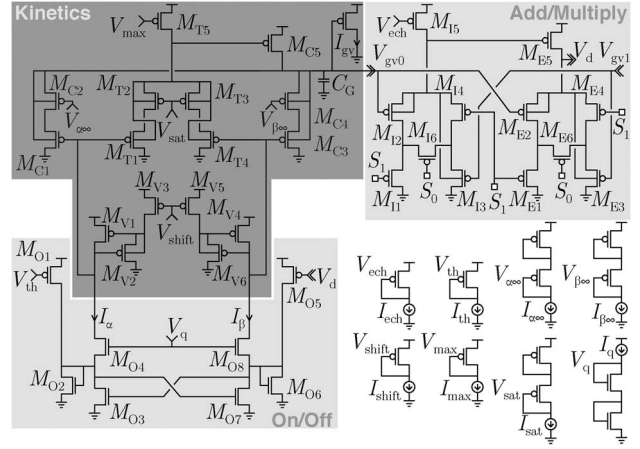 Kinetics
Add/Multiply
V_max
M_T5
M_C5
I_gv
V_ech
M_I5
M_E5
V_d
V_gv0
V_gv1
C_G
M_C2
V_α∞
M_C1
M_T2
M_T3
M_T1
V_sat
M_T4
V_β∞
M_C4
M_C3
M_I4
M_E4
M_I2
M_I6
M_E2
M_E6
S_1
S_1
S_0
S_1
S_0
M_I1
M_I3
M_E1
M_E3
M_V3
M_V5
M_V1
M_V4
V_shift
M_V2
M_V6
M_O1
V_th
V_d
M_O5
I_α
V_q
I_β
M_O4
M_O8
M_O2
M_O6
M_O3
M_O7
On/Off
V_ech
V_th
V_α∞
V_β∞
I_ech
I_th
I_α∞
I_β∞
V_shift
V_max
V_sat
I_q
V_q
I_shift
I_max
I_sat